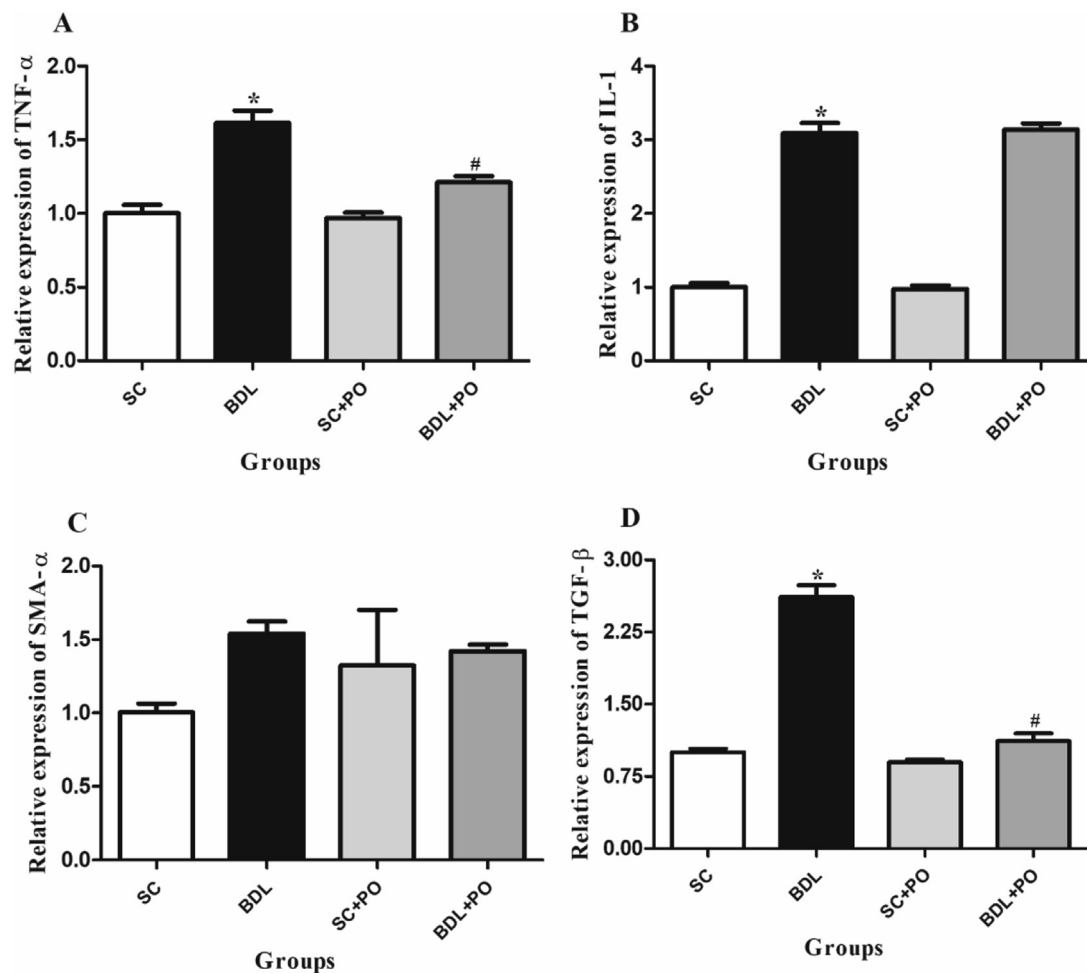 A
Relative expression of TNF-α
2.0
1.5
1.0
0.5
0.0
*
#
SC
BDL
SC+PO
BDL+PO
Groups
B
Relative expression of IL-1
4
3
2
1
0
*
SC
BDL
SC+PO
BDL+PO
Groups
C
Relative expression of SMA-α
2.0
1.5
1.0
0.5
0.0
SC
BDL
SC+PO
BDL+PO
Groups
D
Relative expression of TGF-β
3.00
2.25
1.50
0.75
0.00
*
#
SC
BDL
SC+PO
BDL+PO
Groups